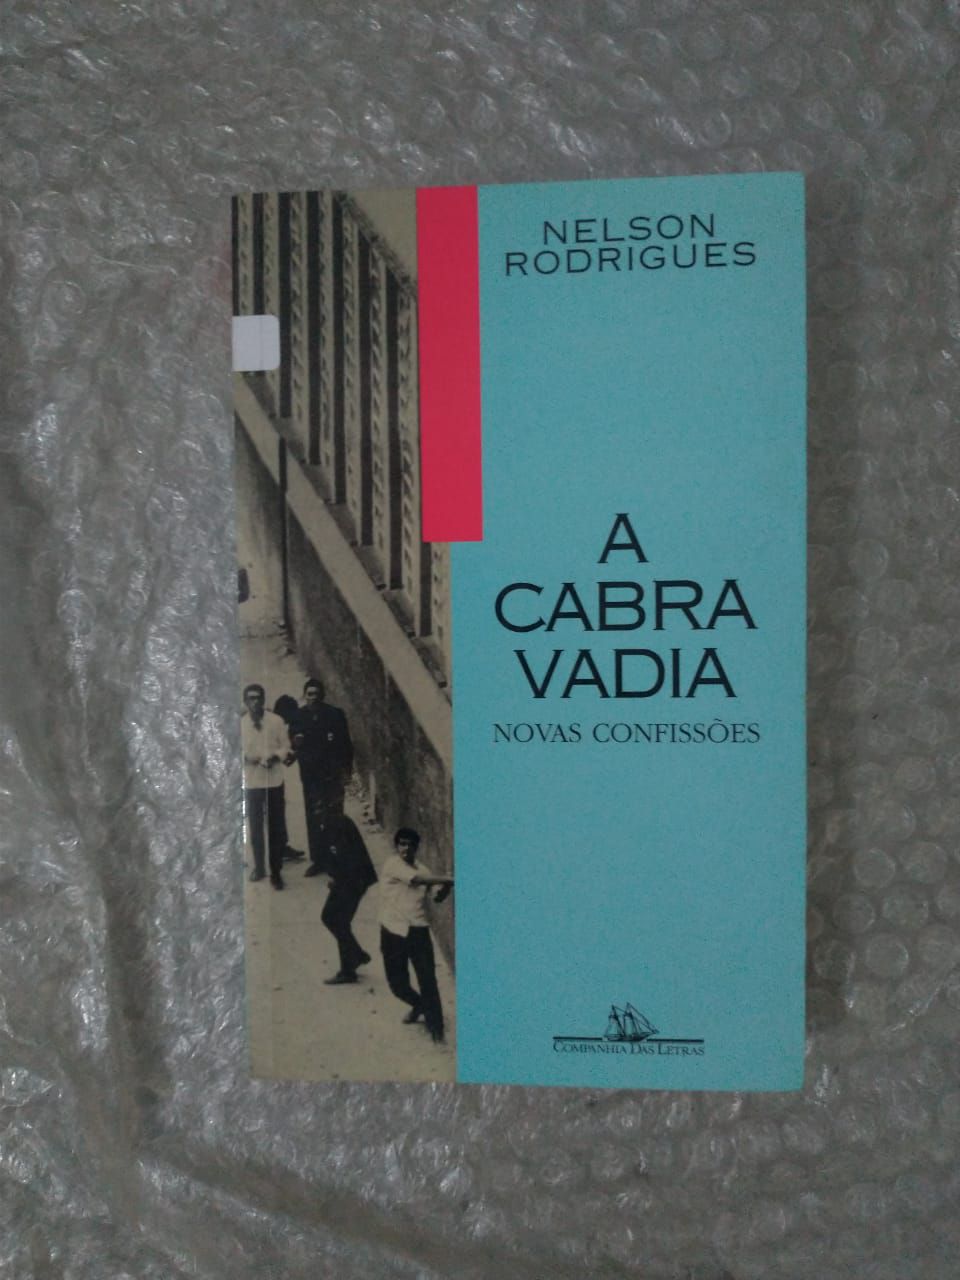 NELSON
RODRIGUES
A
CABRA
VADIA
NOVAS CONFISSÕES
COMPANHIA DAS LETRAS